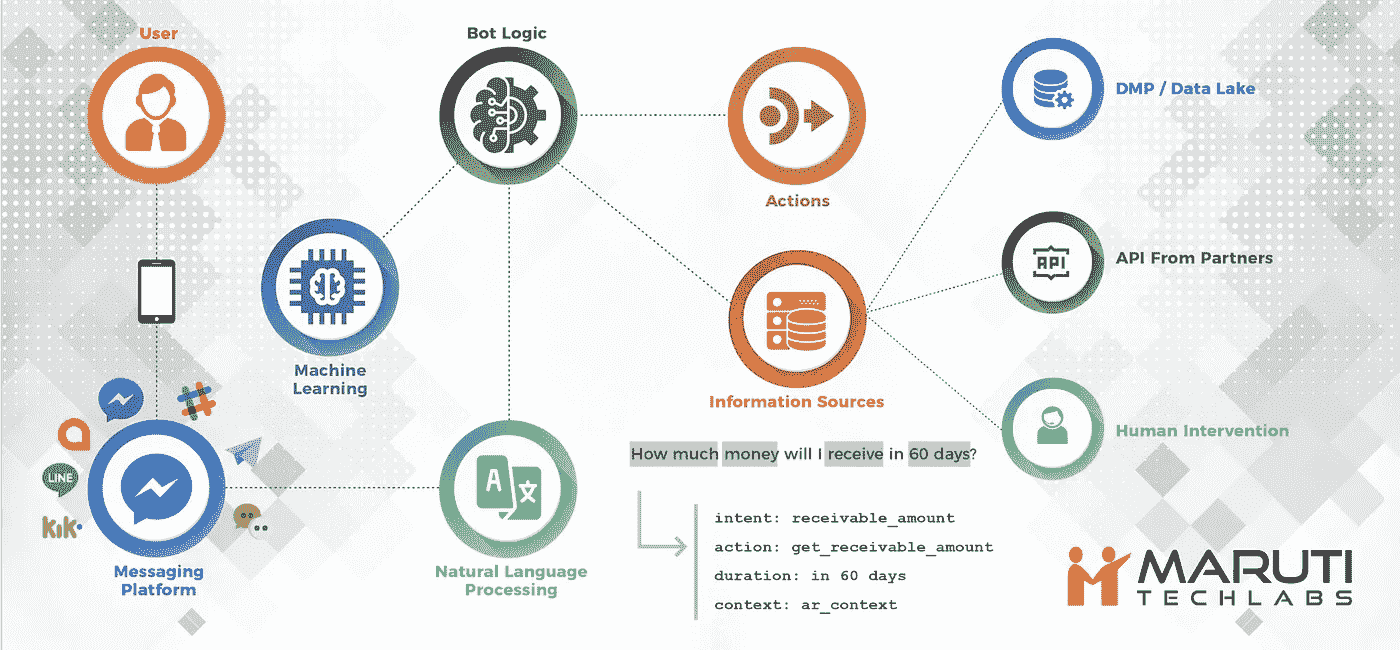 User
Bot Logic
Actions
DMP / Data Lake
API
API From Partners
Machine
Learning
Information Sources
Human Intervention
LINE
kik
Messaging
Platform
A 文
Natural Language
Processing
How much money will I receive in 60 days?
intent: receivable_amount
action: get_receivable_amount
duration: in 60 days
context: ar_context
MARUTI
TECHLABS